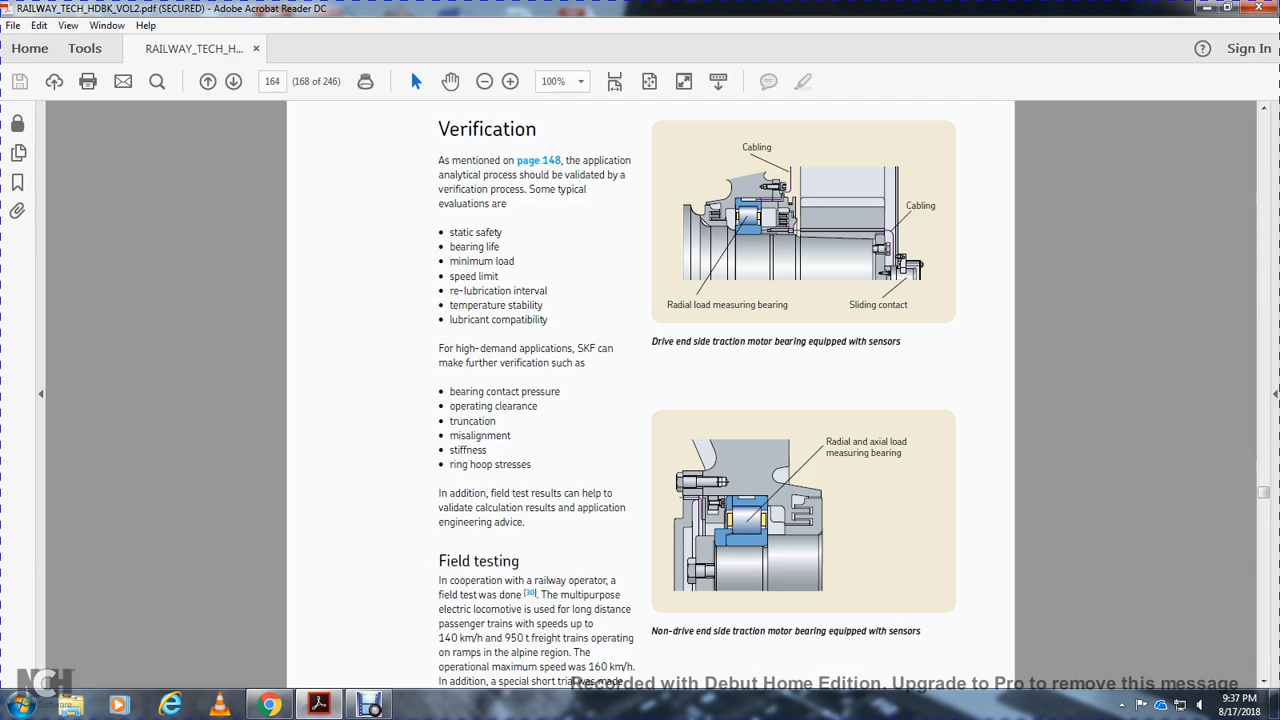 RAILWAY_TECH_HDBK_VOL2.pdf (SECURED) - Adobe Acrobat Reader DC
File Edit View Window Help
Home Tools RAILWAY_TECH_H... × Sign In
164 (168 of 246) 100%
Verification
As mentioned on page 148, the application
analytical process should be validated by a
verification process. Some typical
evaluations are
• static safety
• bearing life
• minimum load
• speed limit
• re-lubrication interval
• temperature stability
• lubricant compatibility
For high-demand applications, SKF can
make further verification such as
• bearing contact pressure
• operating clearance
• truncation
• misalignment
• stiffness
• ring hoop stresses
In addition, field test results can help to
validate calculation results and application
engineering advice.
Field testing
In cooperation with a railway operator, a
field test was done [30]. The multipurpose
electric locomotive is used for long distance
passenger trains with speeds up to
140 km/h and 950 t freight trains operating
on ramps in the alpine region. The
operational maximum speed was 160 km/h.
In addition, a special short trial was made
Cabling
Cabling
Radial load measuring bearing
Sliding contact
Drive end side traction motor bearing equipped with sensors
Radial and axial load
measuring bearing
Non-drive end side traction motor bearing equipped with sensors
Recorded with Debut Home Edition. Upgrade to Pro to remove this message
NCH
Software
9:37 PM
8/17/2018